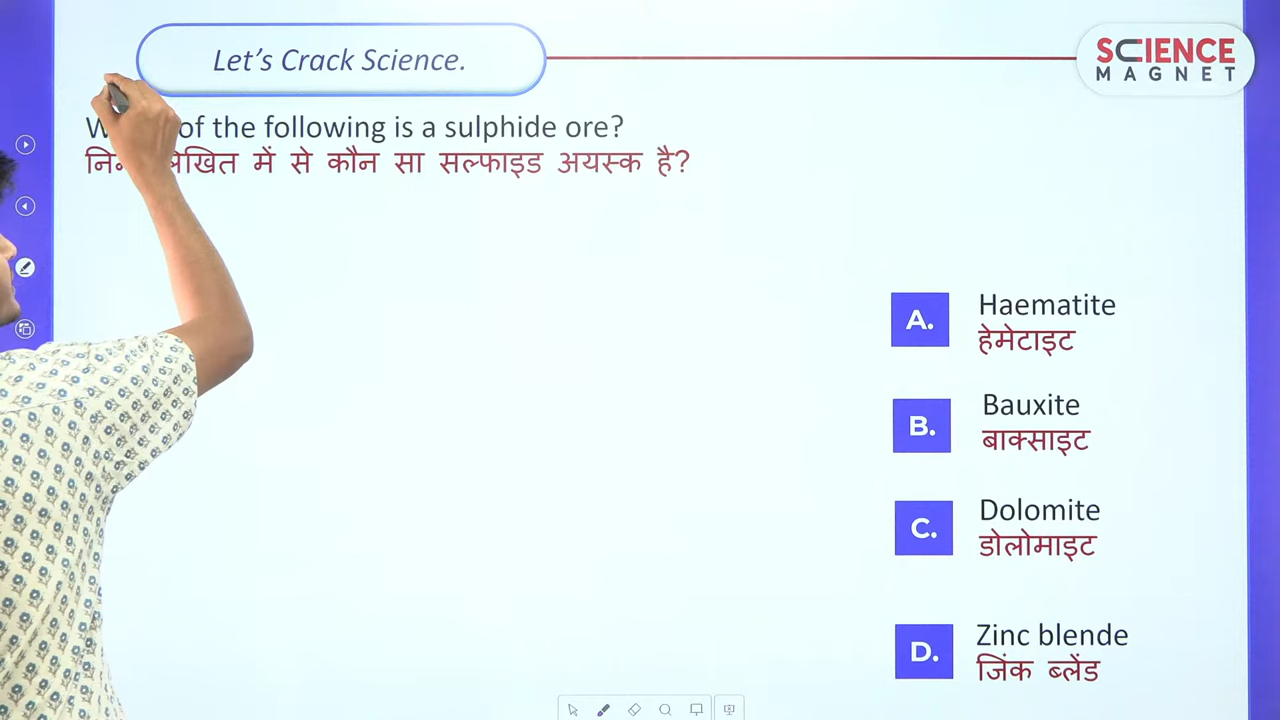 Let's Crack Science.
SCIENCE
MAGNET
of the following is a sulphide ore?
में से कौन सा सल्फाइड अयस्क है?
A. Haematite
हेमेटाइट
B. Bauxite
बाक्साइट
C. Dolomite
डोलोमाइट
D. Zinc blende
जिंक ब्लेंड